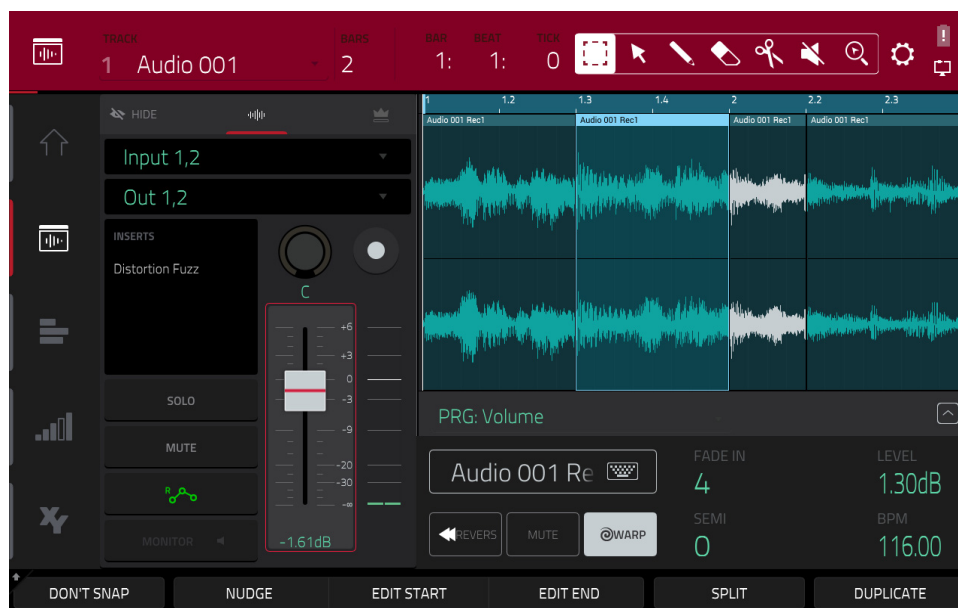 TRACK
1 Audio 001
BARS
2
BAR BEAT TICK
1: 1: 0
!
HIDE
Input 1,2
Out 1,2
INSERTS
Distortion Fuzz
C
+6
+3
0
-3
-9
-20
-30
-∞
-1.61dB
SOLO
MUTE
R
MONITOR
XY
1 1.2 1.3 1.4 2 2.2 2.3
Audio 001 Rec1 Audio 001 Rec1 Audio 001 Rec1 Audio 001 Rec1
PRG: Volume
Audio 001 Re
FADE IN
4
LEVEL
1.30dB
REVERS
MUTE
WARP
SEMI
0
BPM
116.00
DON'T SNAP NUDGE EDIT START EDIT END SPLIT DUPLICATE